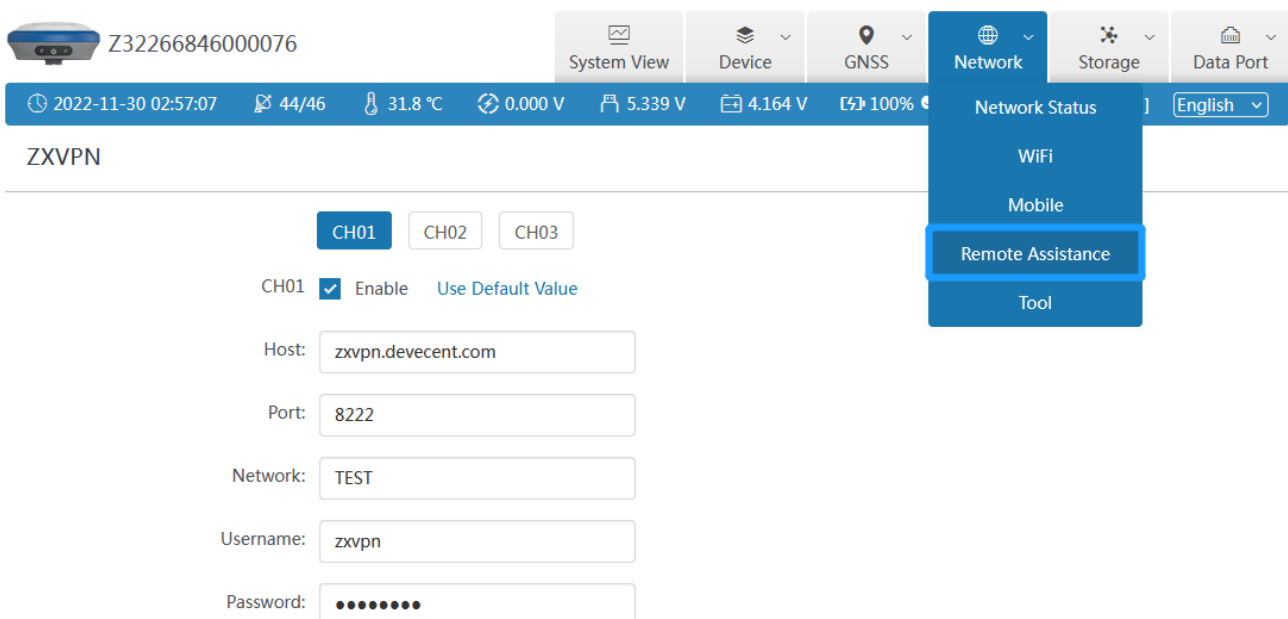 Z32266846000076
System View
Device
GNSS
Network
Storage
Data Port
2022-11-30 02:57:07 44/46 31.8 ℃ 0.000 V 5.339 V 4.164 V 100% ] English
Network Status
WiFi
Mobile
Remote Assistance
Tool
ZXVPN
CH01 CH02 CH03
CH01 Enable Use Default Value
Host: zxvpn.devecent.com
Port: 8222
Network: TEST
Username: zxvpn
Password: ●●●●●●●●